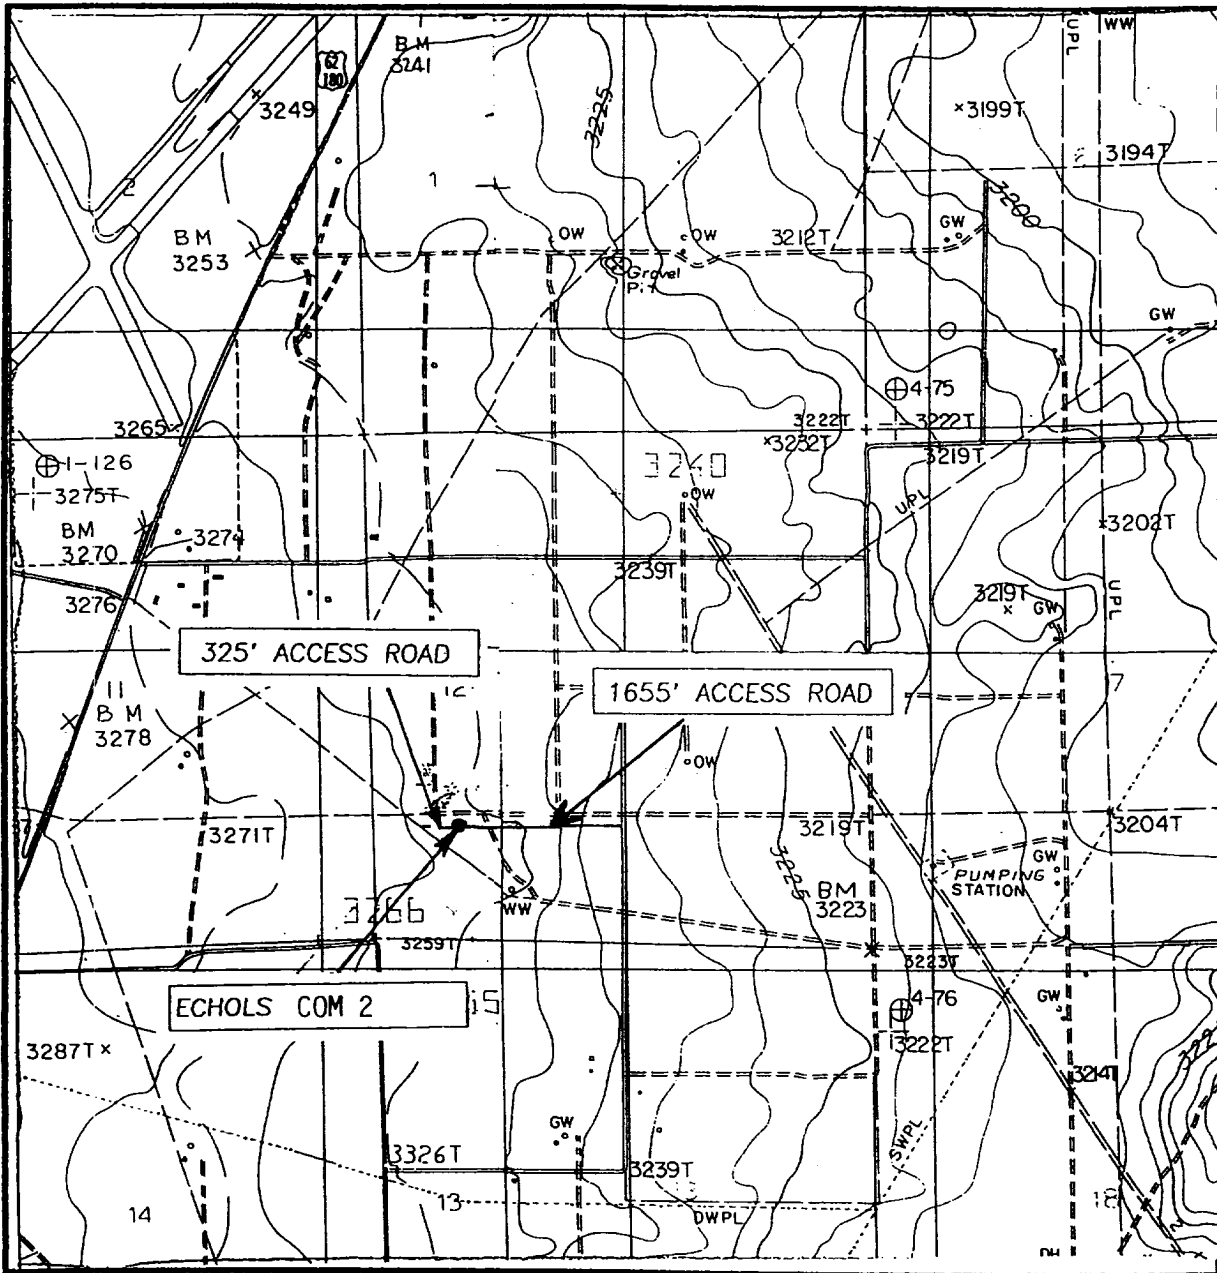 BM
3241
62
180
3249
UPL
WW
3225
×3199T
3194T
2
1
3200
BM
3253
OW
OW
3212T
GW
Gravel
Pit
GW
4-75
3265
3222T
3222T
3232T
3219T
1-126
3275T
3240
OW
UPL
3202T
BM
3270
3271
3239T
3276
3219T
GW
UPL
325' ACCESS ROAD
12
1655' ACCESS ROAD
7
11
BM
3278
OW
3271T
3219T
3204T
3225
GW
PUMPING
STATION
BM
3223
3266
WW
3259T
3223T
ECHOLS COM 2
4-76
GW
3222T
3287T
3214T
GW
SWPL
3326T
3239T
14
13
DWPL
18
DH